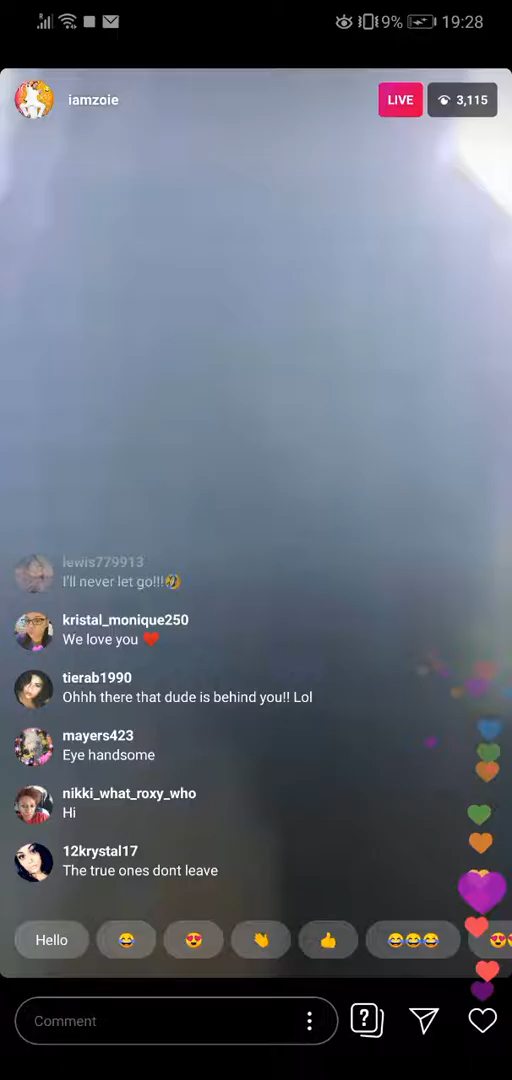 9% 19:28
iamzoie LIVE 3,115
lewis779913
I'll never let go!!!🤣
kristal_monique250
We love you ❤️
tierab1990
Ohhh there that dude is behind you!! Lol
mayers423
Eye handsome
nikki_what_roxy_who
Hi
12krystal17
The true ones dont leave
Hello 😂 😍 👏 👍 😂😂😂 😍😍
Comment